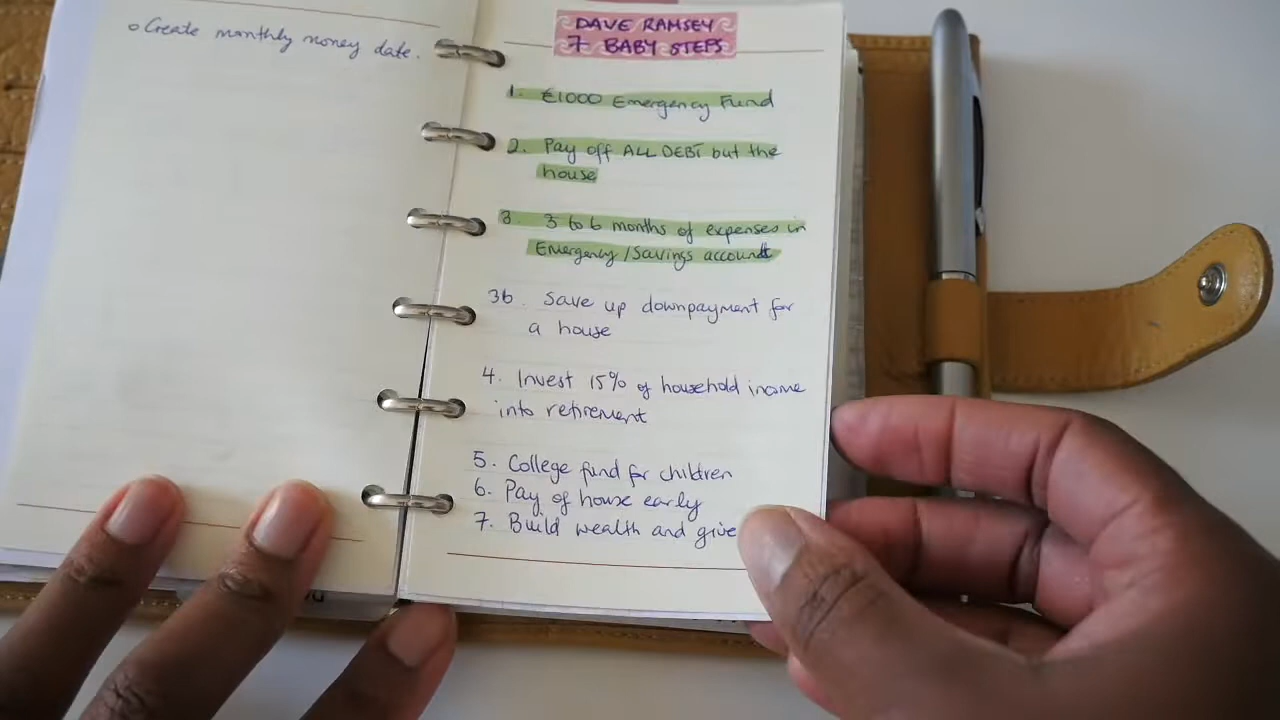 o Create monthly money date.
DAVE RAMSEY
7 BABY STEPS
1. €1000 Emergency Fund
2. Pay off ALL DEBT but the
house
3. 3 to 6 months of expenses in
Emergency/Savings account
3b. Save up downpayment for
a house
4. Invest 15% of household income
into retirement
5. College fund for children
6. Pay of house early
7. Build wealth and give